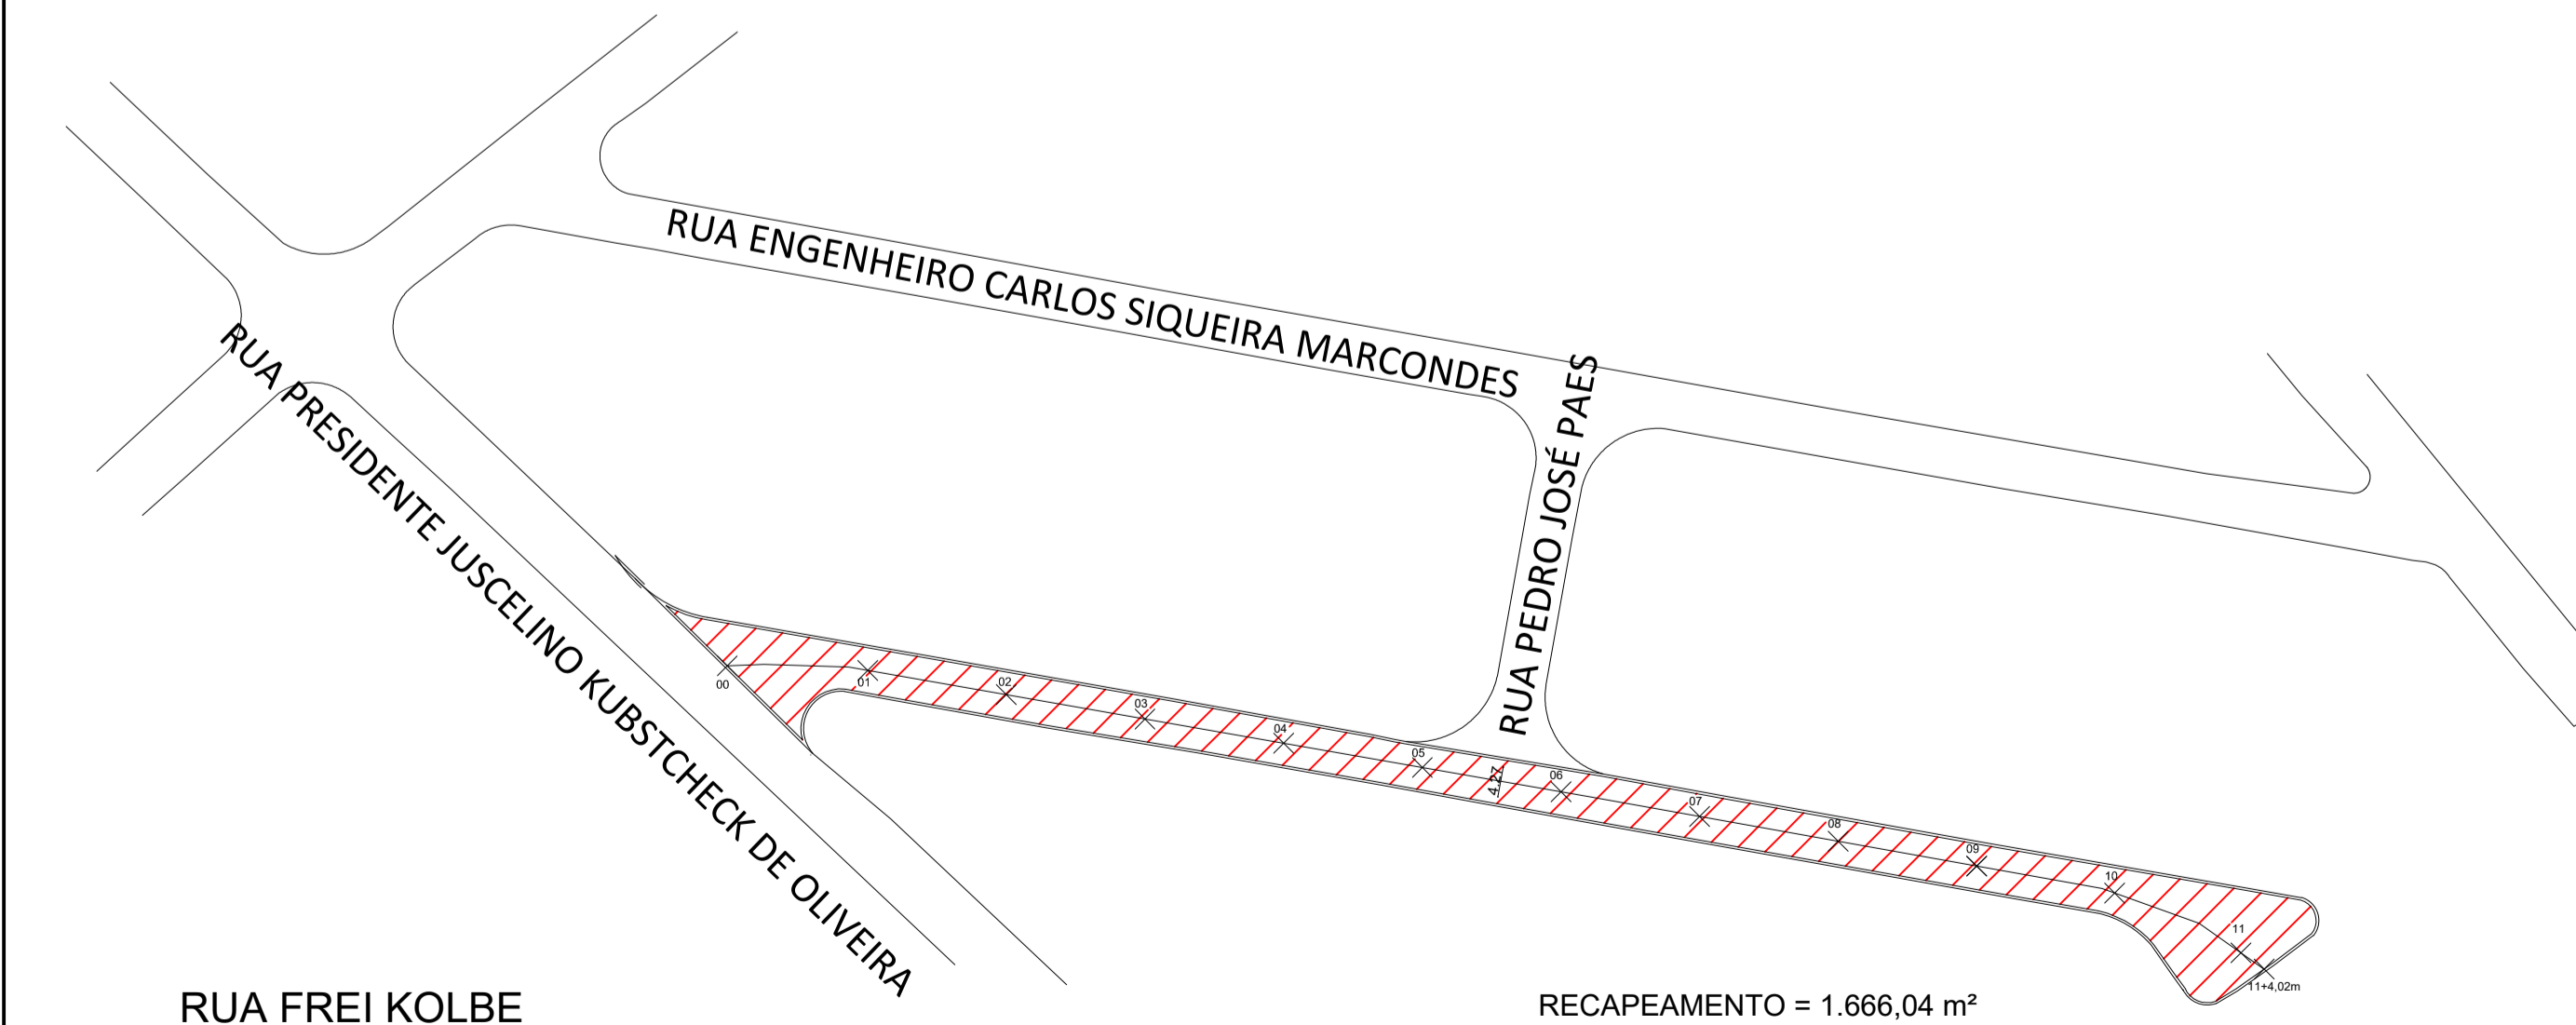 RUA ENGENHEIRO CARLOS SIQUEIRA MARCONDES
RUA PRESIDENTE JUSCELINO KUBSTCHECK DE OLIVEIRA
RUA PEDRO JOSÉ PAES
00
01
02
03
04
05
4.27
06
07
08
09
10
11
11+4,02m
RUA FREI KOLBE
RECAPEAMENTO = 1.666,04 m²